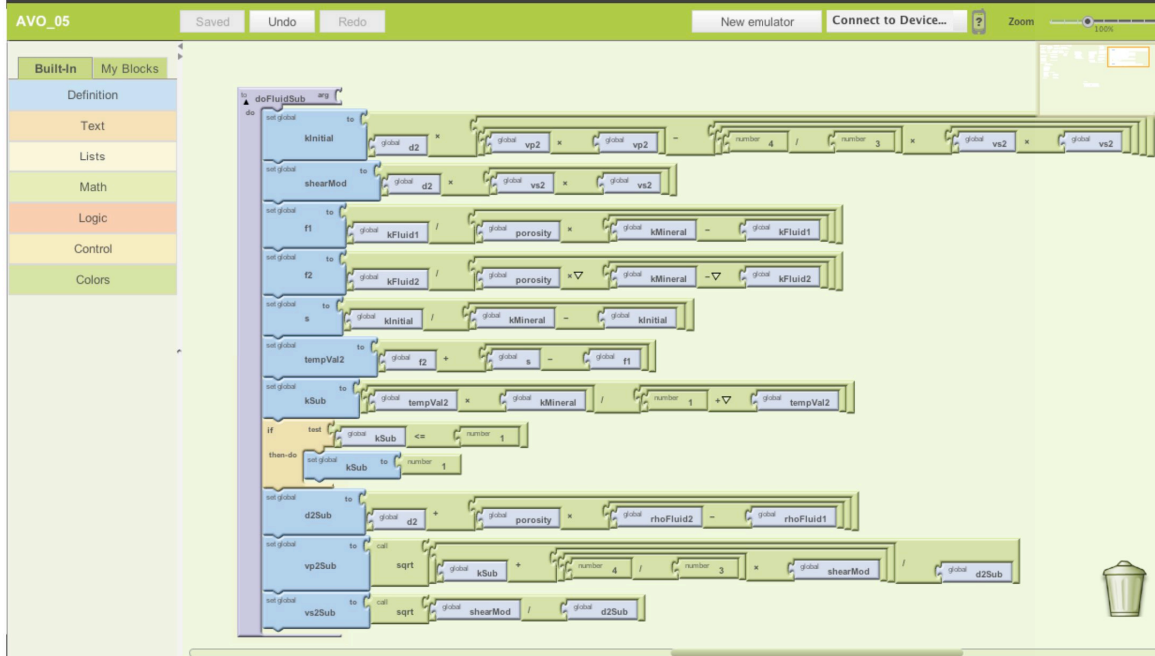 AVO_05 Saved Undo Redo New emulator Connect to Device... ? Zoom 100%
Built-In My Blocks
Definition
Text
Lists
Math
Logic
Control
Colors
to doFluidSub arg
do
set global kInitial to global d2 × global vp2 × global vp2 − number 4 / number 3 × global vs2 × global vs2
set global shearMod to global d2 × global vs2 × global vs2
set global f1 to global kFluid1 / global porosity × global kMineral − global kFluid1
set global f2 to global kFluid2 / global porosity × global kMineral − global kFluid2
set global s to global kInitial / global kMineral − global kInitial
set global tempVal2 to global f2 + global s − global f1
set global kSub to global tempVal2 × global kMineral / number 1 + global tempVal2
if test global kSub <= number 1
then-do set global kSub to number 1
set global d2Sub to global d2 + global porosity × global rhoFluid2 − global rhoFluid1
set global vp2Sub to call sqrt global kSub + number 4 / number 3 × global shearMod / global d2Sub
set global vs2Sub to call sqrt global shearMod / global d2Sub